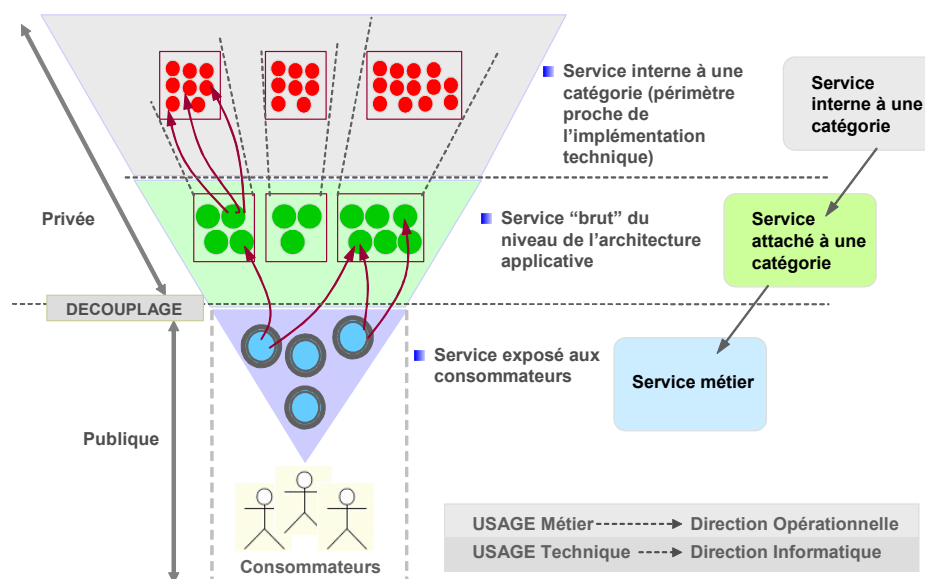 Service interne à une
catégorie (périmètre
proche de
l’implémentation
technique)
Service
interne à une
catégorie
Privée
Service “brut” du
niveau de l’architecture
applicative
Service
attaché à une
catégorie
DECOUPLAGE
Service exposé aux
consommateurs
Service métier
Publique
Consommateurs
USAGE Métier Direction Opérationnelle
USAGE Technique Direction Informatique